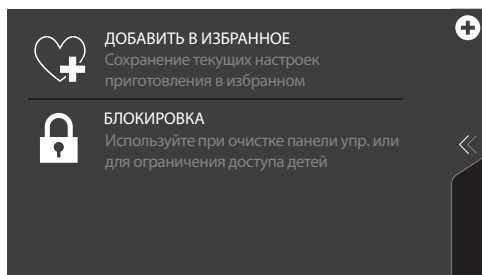 ДОБАВИТЬ В ИЗБРАННОЕ
Сохранение текущих настроек
приготовления в избранном
БЛОКИРОВКА
Используйте при очистке панели упр. или
для ограничения доступа детей